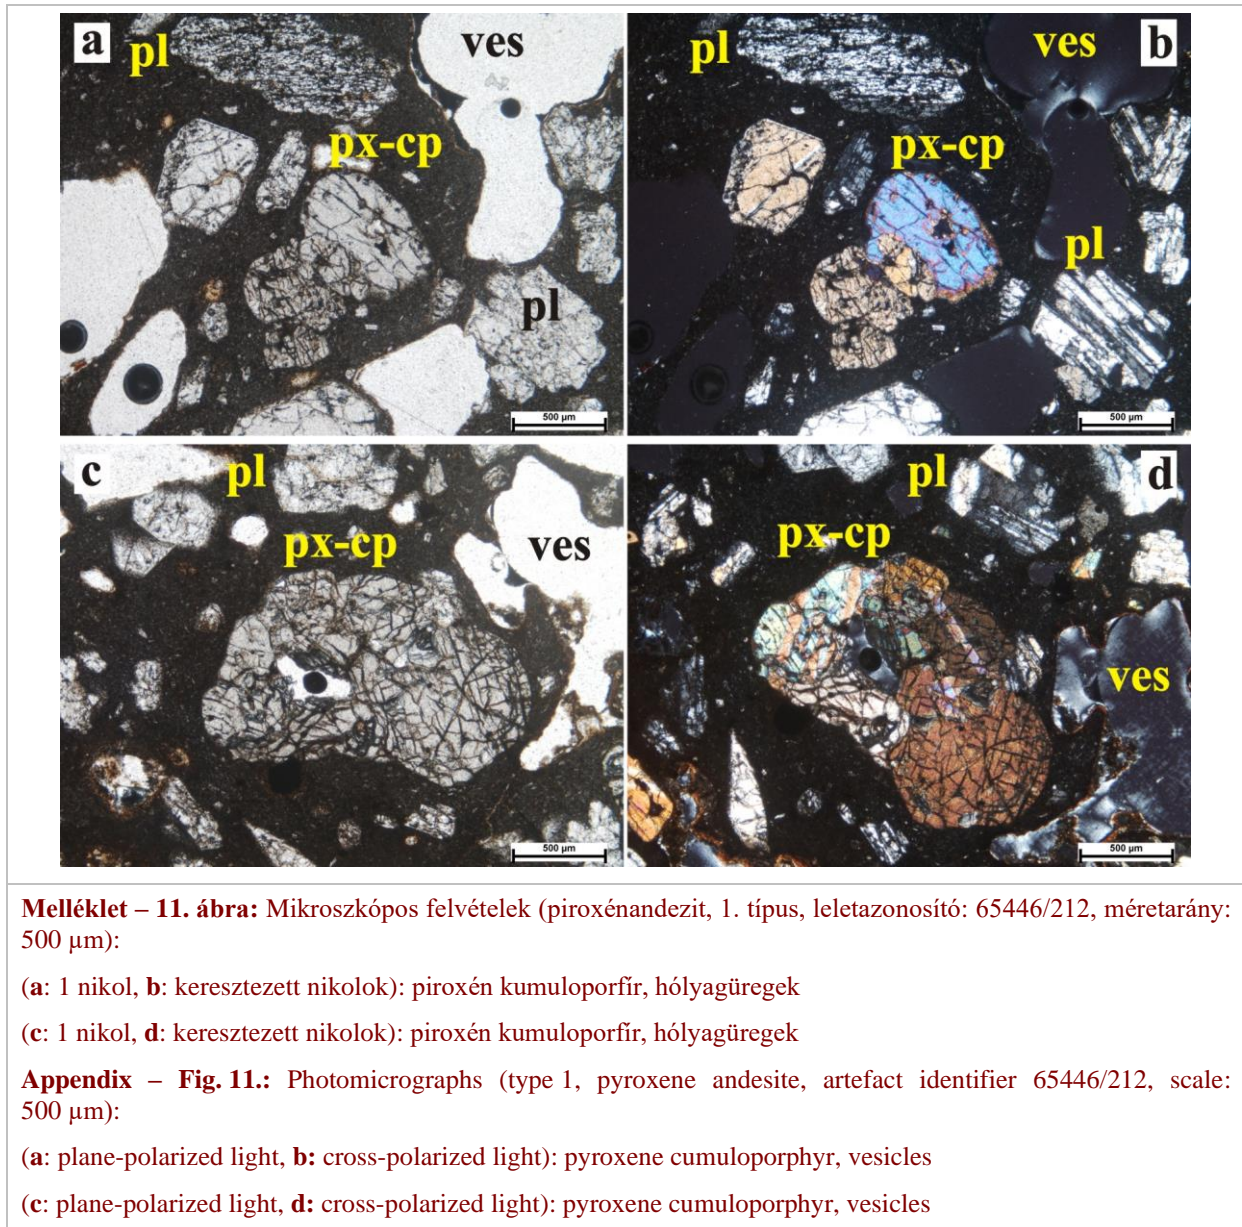 a
pl
ves
px-cp
pl
500 µm
b
pl
ves
px-cp
pl
500 µm
c
pl
px-cp
ves
500 µm
d
pl
px-cp
ves
500 µm
Melléklet – 11. ábra: Mikroszkópos felvételek (piroxénandezit, 1. típus, leletazonosító: 65446/212, méretarány:
500 µm):
(a: 1 nikol, b: keresztezett nikolok): piroxén kumuloporfír, hólyagüregek
(c: 1 nikol, d: keresztezett nikolok): piroxén kumuloporfír, hólyagüregek
Appendix – Fig. 11.: Photomicrographs (type 1, pyroxene andesite, artefact identifier 65446/212, scale:
500 µm):
(a: plane-polarized light, b: cross-polarized light): pyroxene cumuloporphyr, vesicles
(c: plane-polarized light, d: cross-polarized light): pyroxene cumuloporphyr, vesicles